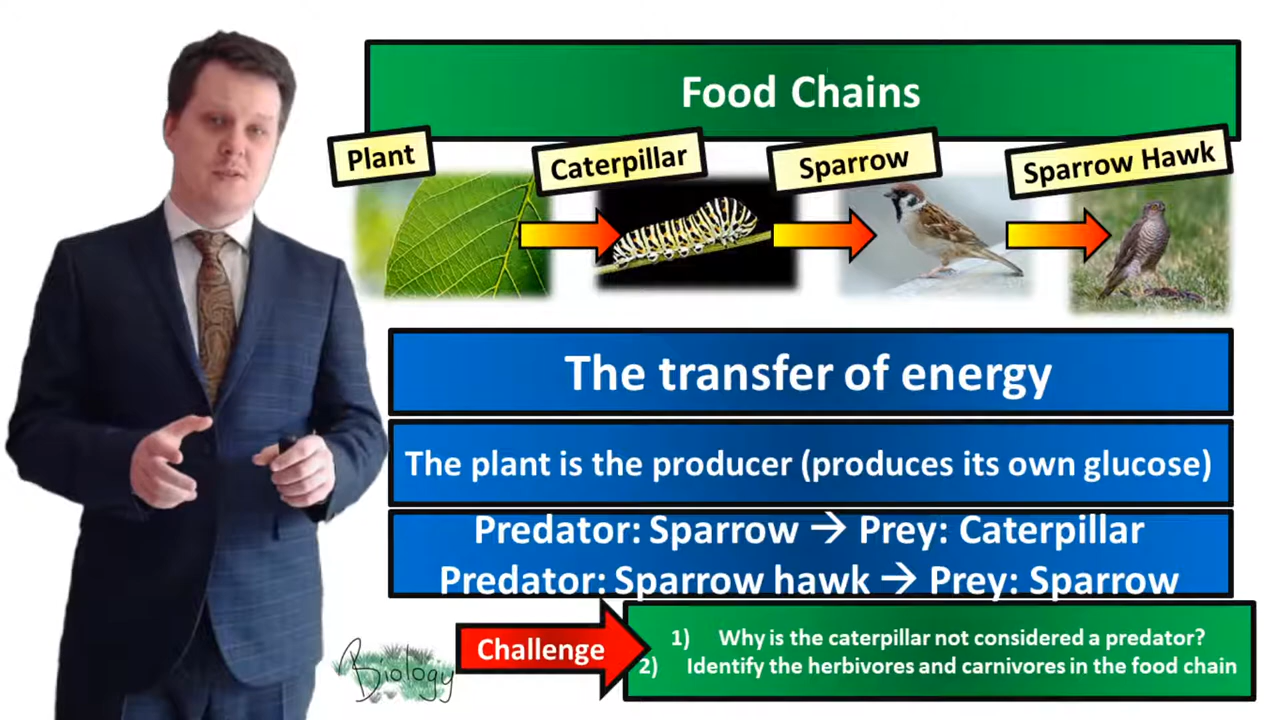 Food Chains
Plant
Caterpillar
Sparrow
Sparrow Hawk
The transfer of energy
The plant is the producer (produces its own glucose)
Predator: Sparrow → Prey: Caterpillar
Predator: Sparrow hawk → Prey: Sparrow
Biology
Challenge
1) Why is the caterpillar not considered a predator?
2) Identify the herbivores and carnivores in the food chain